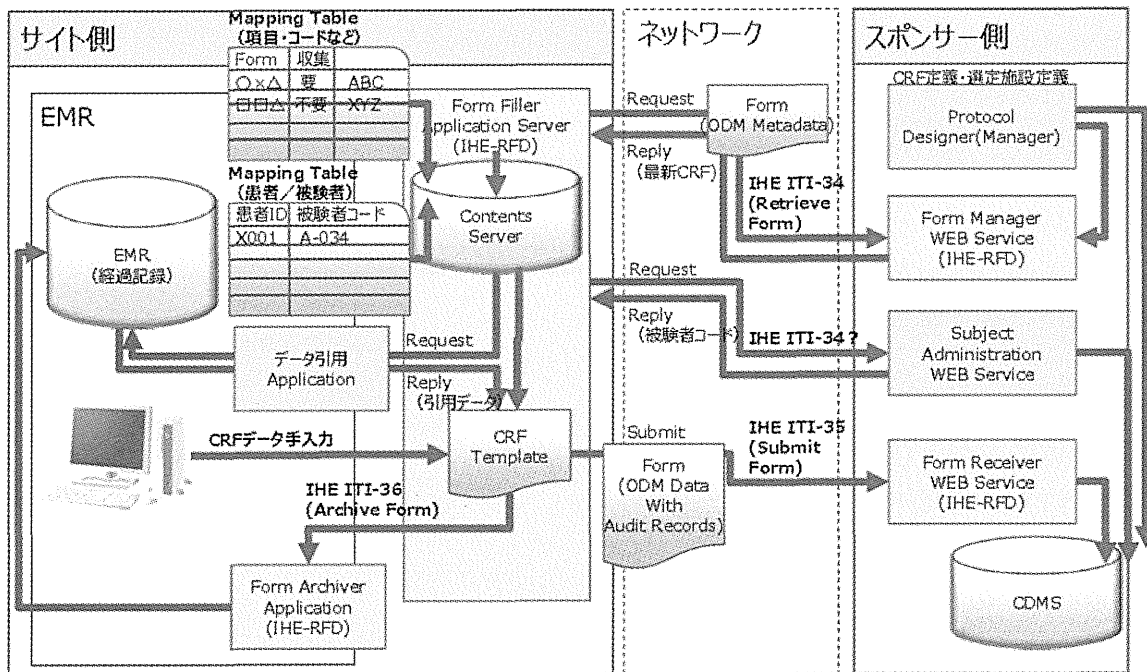 サイト側
Mapping Table
(項目・コードなど)
Form 収集
○×△ 要 ABC
□□△ 不要 XYZ
EMR
Mapping Table
(患者/被験者)
患者ID 被験者コード
X001 A-034
EMR
(経過記録)
Form Filler
Application Server
(IHE-RFD)
Contents
Server
データ引用
Application
Request
Reply
(引用データ)
CRFデータ手入力
CRF
Template
IHE ITI-36
(Archive Form)
Form Archiver
Application
(IHE-RFD)
ネットワーク
Request
Reply
(最新CRF)
Form
(ODM Metadata)
IHE ITI-34
(Retrieve
Form)
Request
Reply
(被験者コード)
IHE ITI-34?
Submit
Form
(ODM Data
With
Audit Records)
IHE ITI-35
(Submit
Form)
スポンサー側
CRF定義・選定施設定義
Protocol
Designer(Manager)
Form Manager
WEB Service
(IHE-RFD)
Subject
Administration
WEB Service
Form Receiver
WEB Service
(IHE-RFD)
CDMS